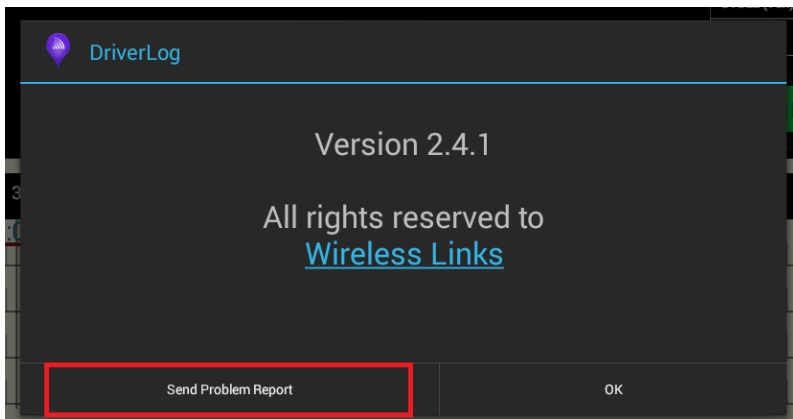 DriverLog
Version 2.4.1
All rights reserved to
Wireless Links
Send Problem Report
OK